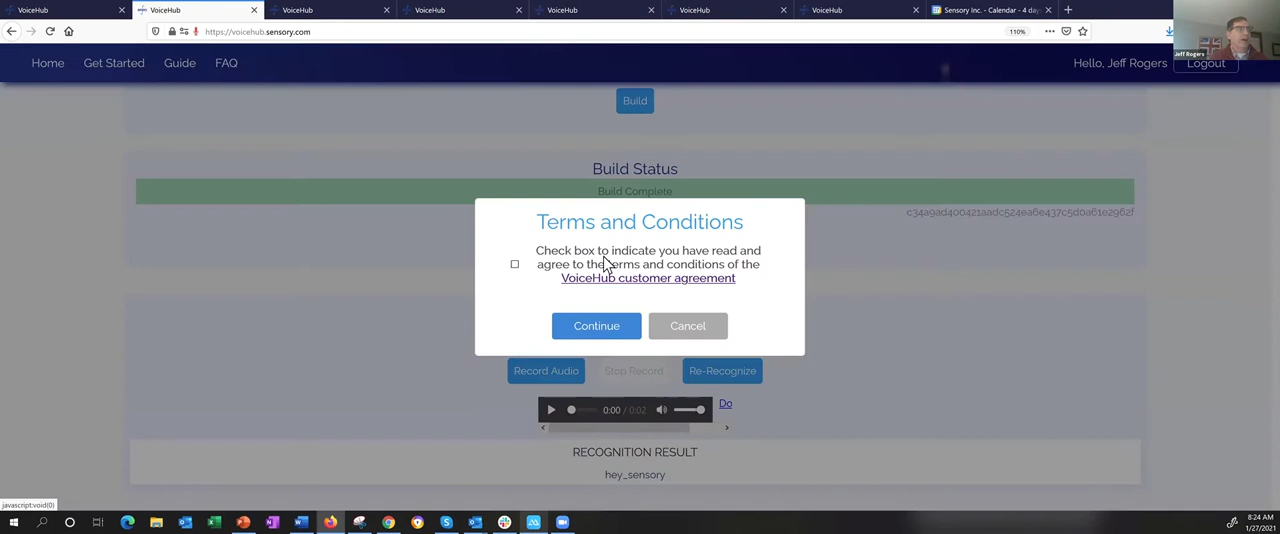 VoiceHub
VoiceHub
VoiceHub
VoiceHub
VoiceHub
VoiceHub
VoiceHub
Sensory Inc. - Calendar - 4 day
https://voicehub.sensory.com
110%
Jeff Rogers
Home
Get Started
Guide
FAQ
Hello, Jeff Rogers
Logout
Build
Build Status
Build Complete
c34a9ad400421aadc524ea6e437c5d0a61e2962f
Terms and Conditions
Check box to indicate you have read and
agree to the terms and conditions of the
VoiceHub customer agreement
Continue
Cancel
Record Audio
Stop Record
Re-Recognize
0:00 / 0:02
Do
RECOGNITION RESULT
hey_sensory
javascript:void(0)
8:24 AM
1/27/2021